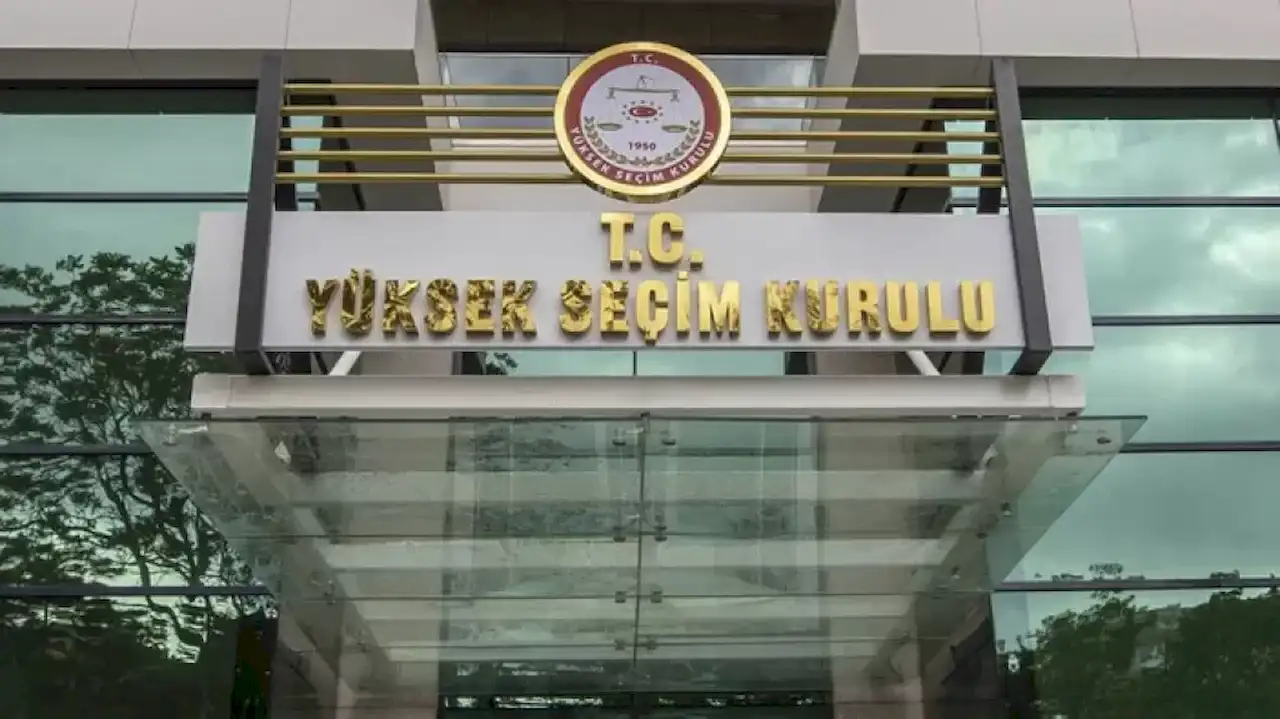 T.C.
1950
YÜKSEK SEÇİM KURULU
T.C.
YÜKSEK SEÇİM KURULU